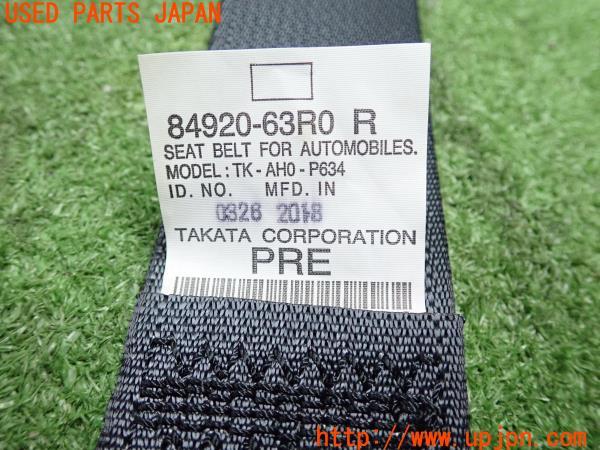 USED PARTS JAPAN
84920-63R0 R
SEAT BELT FOR AUTOMOBILES.
MODEL:TK-AH0-P634
ID. NO. MFD. IN
0326 2018
TAKATA CORPORATION
PRE
http://www.upjpn.com/